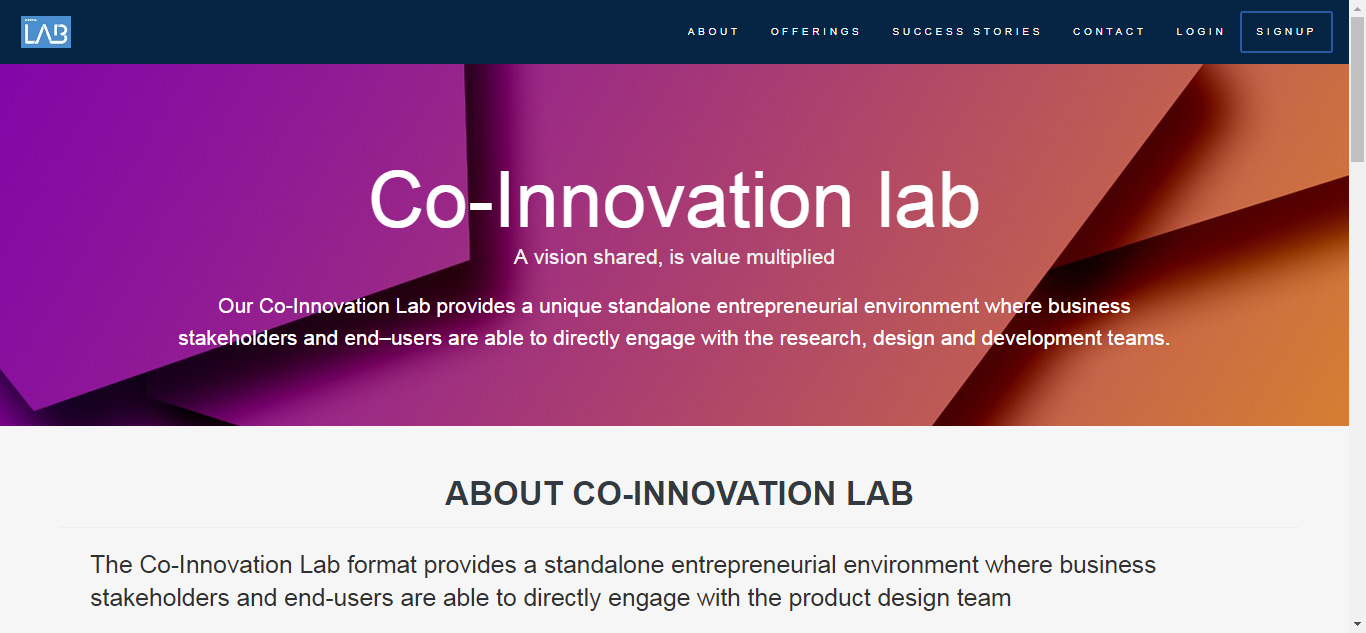 LAB
ABOUT OFFERINGS SUCCESS STORIES CONTACT LOGIN SIGNUP
Co-Innovation lab
A vision shared, is value multiplied
Our Co-Innovation Lab provides a unique standalone entrepreneurial environment where business
stakeholders and end–users are able to directly engage with the research, design and development teams.
ABOUT CO-INNOVATION LAB
The Co-Innovation Lab format provides a standalone entrepreneurial environment where business
stakeholders and end-users are able to directly engage with the product design team